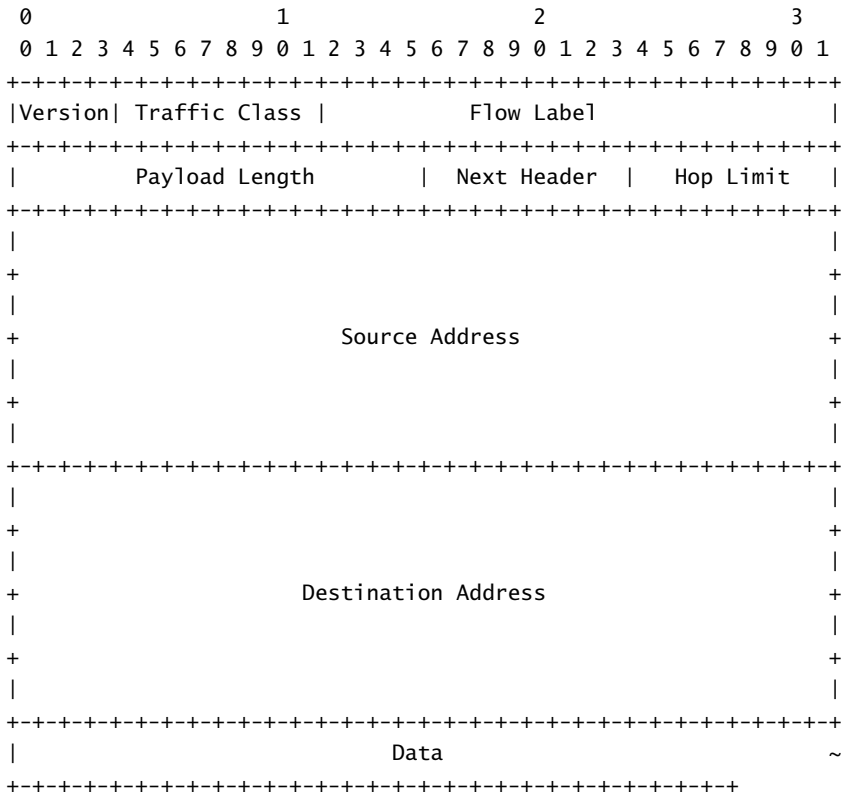 0                   1                   2                   3
0 1 2 3 4 5 6 7 8 9 0 1 2 3 4 5 6 7 8 9 0 1 2 3 4 5 6 7 8 9 0 1
+-+-+-+-+-+-+-+-+-+-+-+-+-+-+-+-+-+-+-+-+-+-+-+-+-+-+-+-+-+-+-+-+
|Version| Traffic Class |           Flow Label                  |
+-+-+-+-+-+-+-+-+-+-+-+-+-+-+-+-+-+-+-+-+-+-+-+-+-+-+-+-+-+-+-+-+
|         Payload Length        |  Next Header  |   Hop Limit   |
+-+-+-+-+-+-+-+-+-+-+-+-+-+-+-+-+-+-+-+-+-+-+-+-+-+-+-+-+-+-+-+-+
|                                                               |
+                                                               +
|                                                               |
+                         Source Address                        +
|                                                               |
+                                                               +
|                                                               |
+-+-+-+-+-+-+-+-+-+-+-+-+-+-+-+-+-+-+-+-+-+-+-+-+-+-+-+-+-+-+-+-+
|                                                               |
+                                                               +
|                                                               |
+                      Destination Address                      +
|                                                               |
+                                                               +
|                                                               |
+-+-+-+-+-+-+-+-+-+-+-+-+-+-+-+-+-+-+-+-+-+-+-+-+-+-+-+-+-+-+-+-+
|                             Data                              ~
+-+-+-+-+-+-+-+-+-+-+-+-+-+-+-+-+-+-+-+-+-+-+-+-+-+-+-+-+